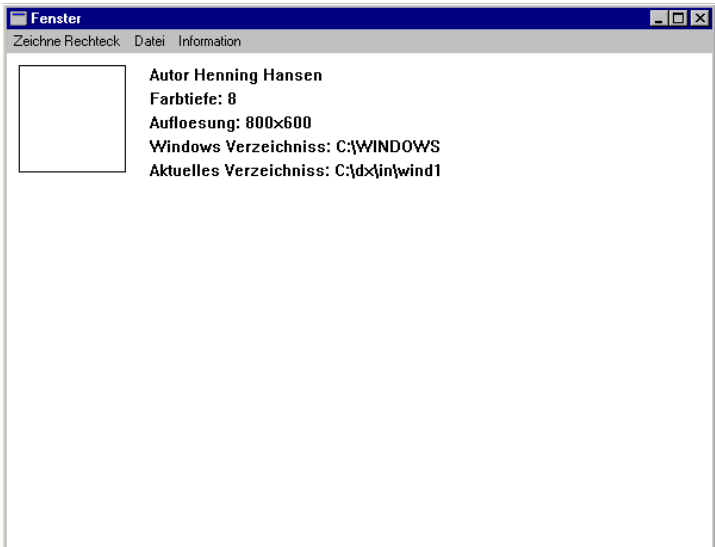 Fenster
Zeichne Rechteck Datei Information
Autor Henning Hansen
Farbtiefe: 8
Aufloesung: 800x600
Windows Verzeichniss: C:\WINDOWS
Aktuelles Verzeichniss: C:\dx\in\wind1